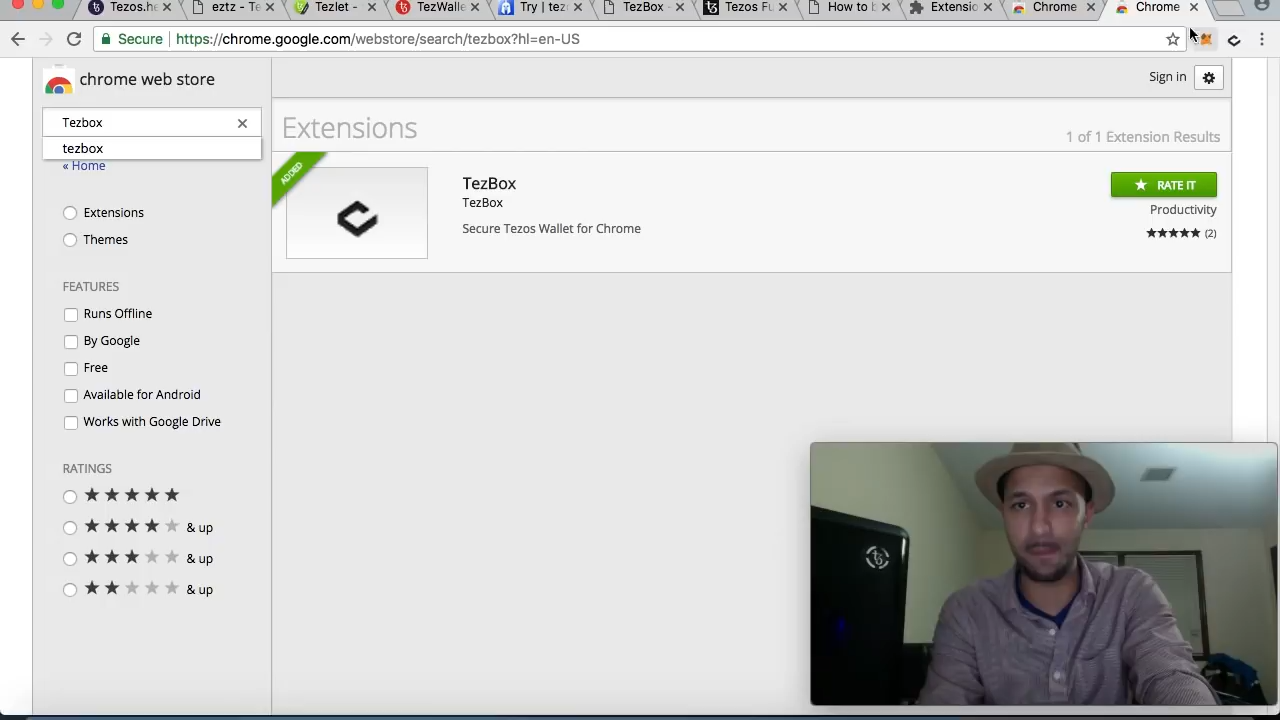 Tezos.he
eztz - Te
Tezlet -
TezWalle
Try | tez
TezBox -
Tezos Fu
How to b
Extensio
Chrome
Chrome
Secure
https://chrome.google.com/webstore/search/tezbox?hl=en-US
chrome web store
Sign in
Tezbox
tezbox
« Home
Extensions
Themes
FEATURES
Runs Offline
By Google
Free
Available for Android
Works with Google Drive
RATINGS
& up
& up
& up
Extensions
1 of 1 Extension Results
ADDED
TezBox
TezBox
Secure Tezos Wallet for Chrome
RATE IT
Productivity
(2)